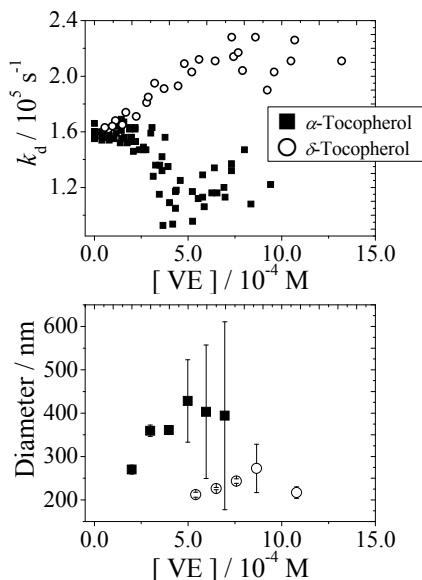 2.4
2.0
1.6
1.2
k_d / 10^5 s^-1
α-Tocopherol
δ-Tocopherol
0.0 5.0 10.0 15.0
[ VE ] / 10^-4 M
600
500
400
300
200
Diameter / nm
0.0 5.0 10.0 15.0
[ VE ] / 10^-4 M